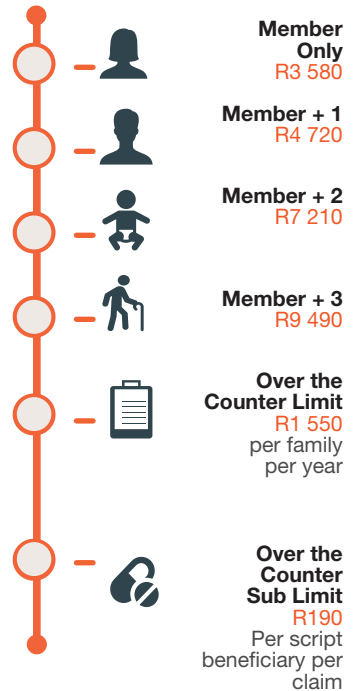 Member
Only
R3 580
Member + 1
R4 720
Member + 2
R7 210
Member + 3
R9 490
Over the
Counter Limit
R1 550
per family
per year
Over the
Counter
Sub Limit
R190
Per script
beneficiary per
claim